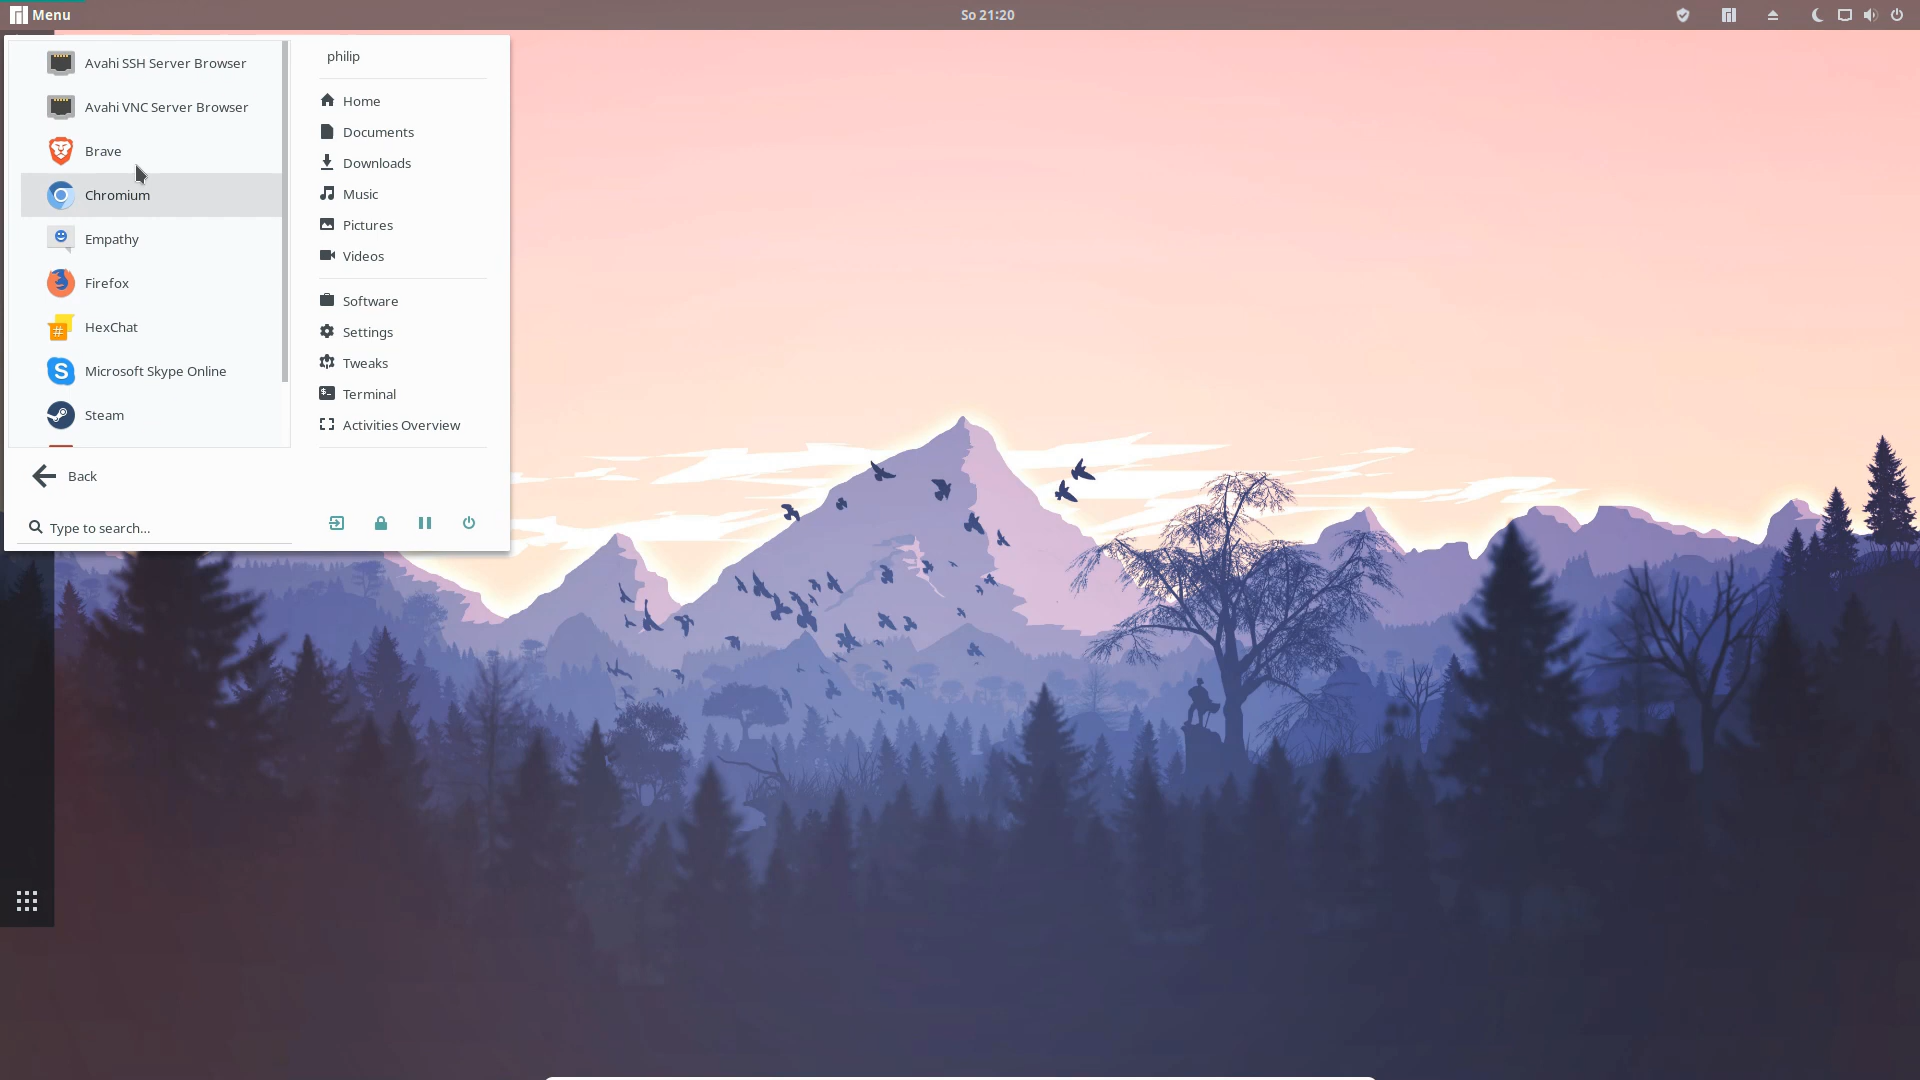 Menu
So 21:20
Avahi SSH Server Browser
Avahi VNC Server Browser
Brave
Chromium
Empathy
Firefox
HexChat
Microsoft Skype Online
Steam
Back
Type to search...
philip
Home
Documents
Downloads
Music
Pictures
Videos
Software
Settings
Tweaks
Terminal
Activities Overview